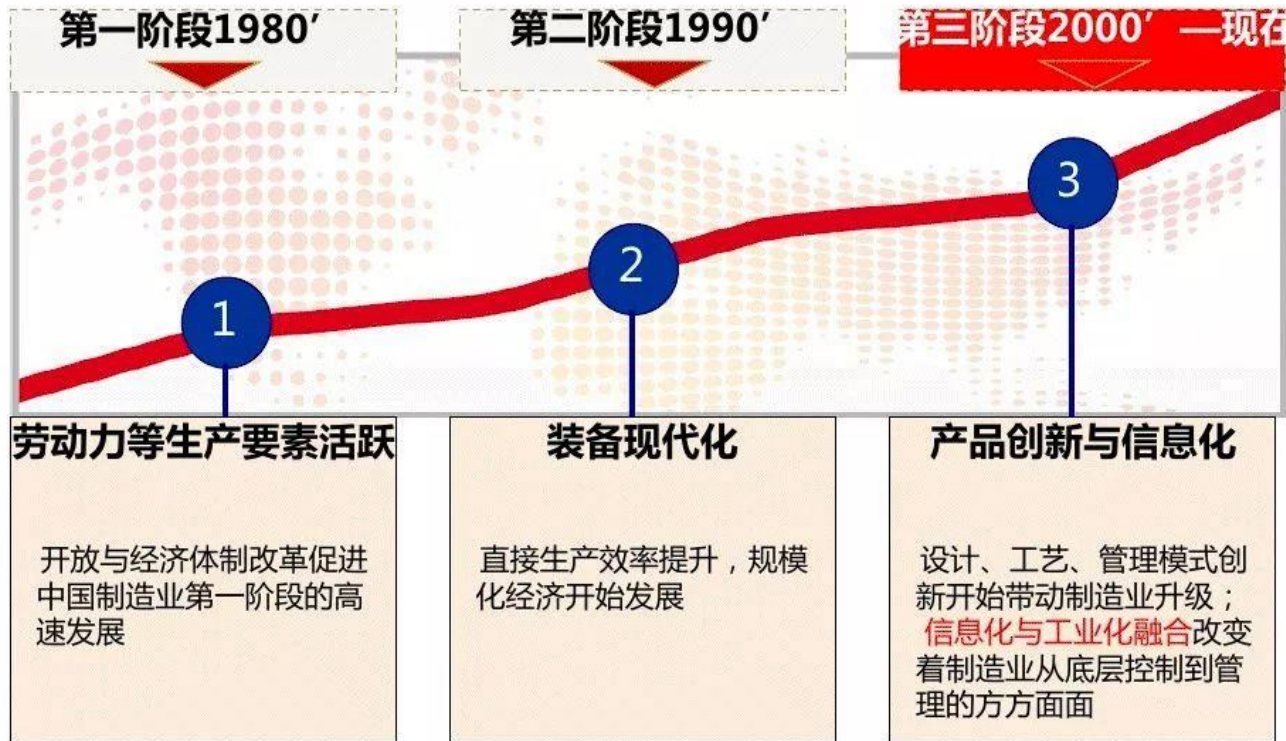 第一阶段1980′
第二阶段1990′
第三阶段2000′—现在
1
2
3
劳动力等生产要素活跃
开放与经济体制改革促进
中国制造业第一阶段的高
速发展
装备现代化
直接生产效率提升，规模
化经济开始发展
产品创新与信息化
设计、工艺、管理模式创
新开始带动制造业升级；
信息化与工业化融合改变
着制造业从底层控制到管
理的方方面面